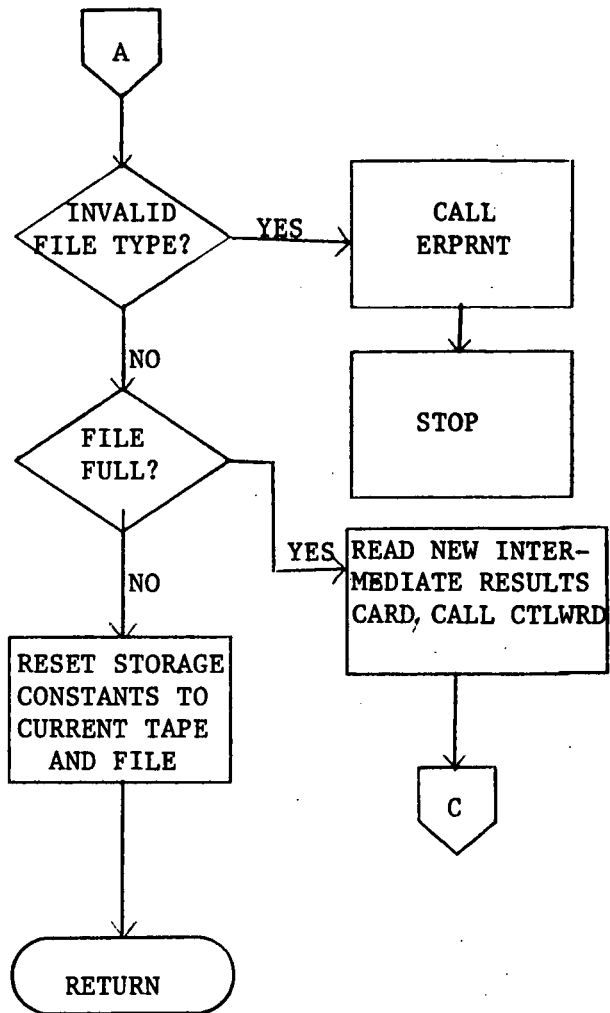 A
INVALID
FILE TYPE?
YES
CALL
ERPRNT
NO
STOP
FILE
FULL?
YES
READ NEW INTER-
MEDIATE RESULTS
CARD, CALL CTLWRD
NO
RESET STORAGE
CONSTANTS TO
CURRENT TAPE
AND FILE
C
RETURN